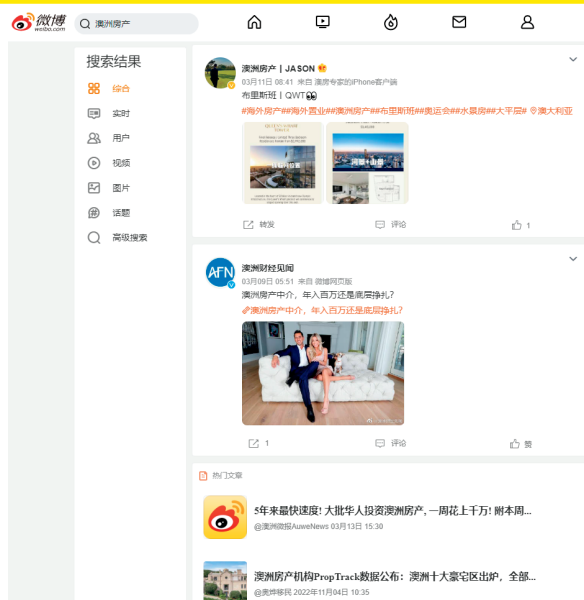 微博
weibo.com
澳洲房产
搜索结果
综合
实时
用户
视频
图片
话题
高级搜索
澳洲房产丨JASON
03月11日 08:41 来自 澳房专家的iPhone客户端
布里斯班丨QWT
#海外房产##海外置业##澳洲房产##布里斯班##奥运会##水景房##大平层# 澳大利亚
河景+山景
转发
评论
1
AFN
澳洲财经见闻
03月09日 05:51 来自 微博网页版
澳洲房产中介，年入百万还是底层挣扎？
澳洲房产中介，年入百万还是底层挣扎？
1
评论
赞
热门文章
5年来最快速度! 大批华人投资澳洲房产, 一周花上千万! 附本周...
@澳洲微报AuweNews 03月13日 15:30
澳洲房产机构PropTrack数据公布：澳洲十大豪宅区出炉，全部...
@奥烨移民 2022年11月04日 10:35